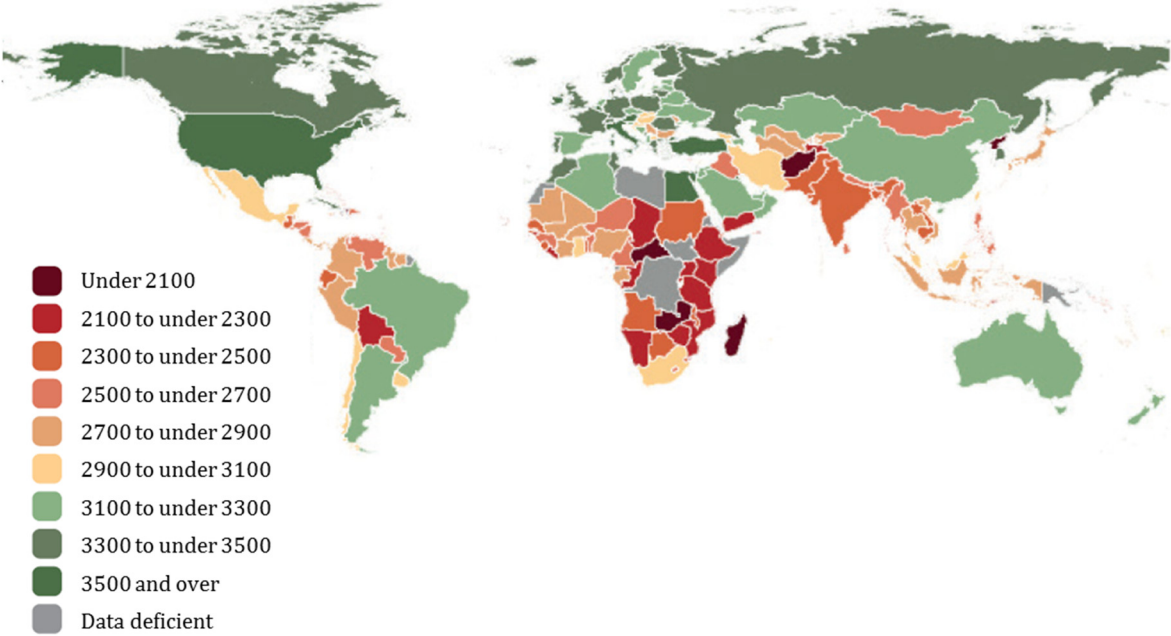 Under 2100
2100 to under 2300
2300 to under 2500
2500 to under 2700
2700 to under 2900
2900 to under 3100
3100 to under 3300
3300 to under 3500
3500 and over
Data deficient